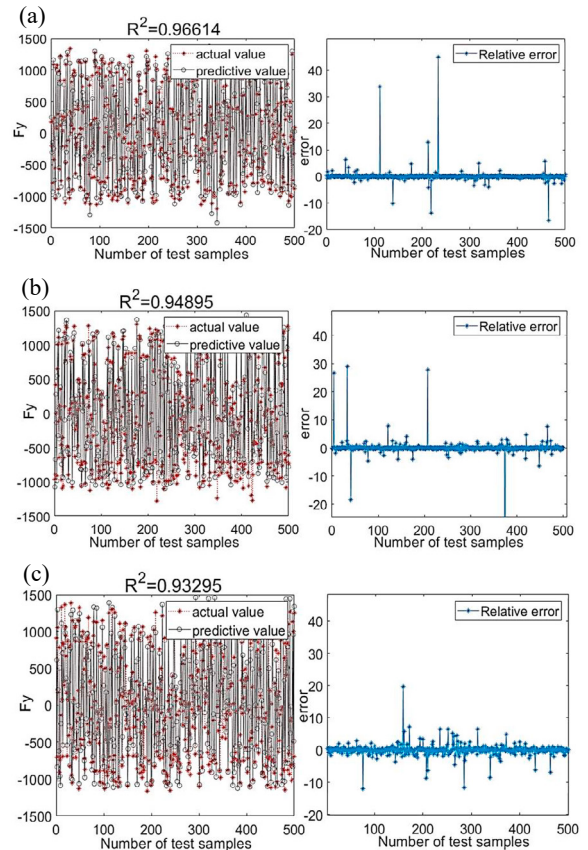 (a)
R²=0.96614
actual value
predictive value
Fy
1500
1000
500
0
-500
-1000
-1500
0 100 200 300 400 500
Number of test samples
Relative error
error
50
40
30
20
10
0
-10
-20
0 100 200 300 400 500
Number of test samples
(b)
R²=0.94895
actual value
predictive value
Fy
1500
1000
500
0
-500
-1000
-1500
0 100 200 300 400 500
Number of test samples
Relative error
error
40
30
20
10
0
-10
-20
0 100 200 300 400 500
Number of test samples
(c)
R²=0.93295
actual value
predictive value
Fy
1500
1000
500
0
-500
-1000
-1500
0 100 200 300 400 500
Number of test samples
Relative error
error
40
20
0
-20
100 200 300 400 500
Number of test samples